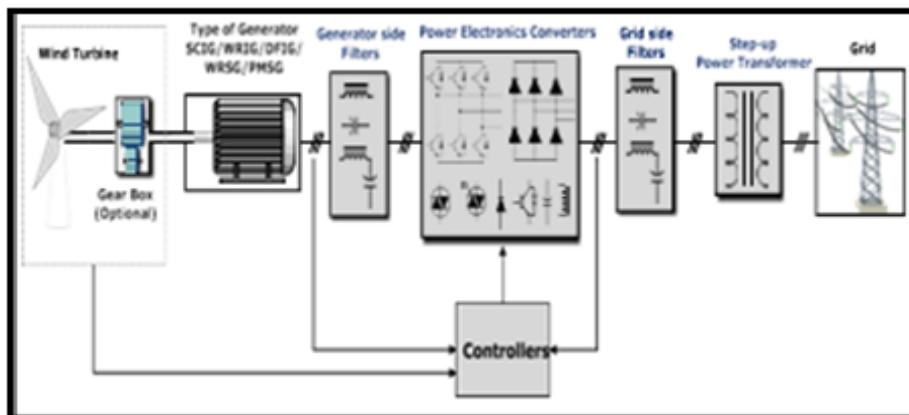 Wind Turbine
Gear Box
(Optional)
Type of Generator
SCIG/WRIG/DFIG/
WRSG/PMSG
Generator side
Filters
Power Electronics Converters
Grid side
Filters
Step-up
Power Transformer
Grid
Controllers